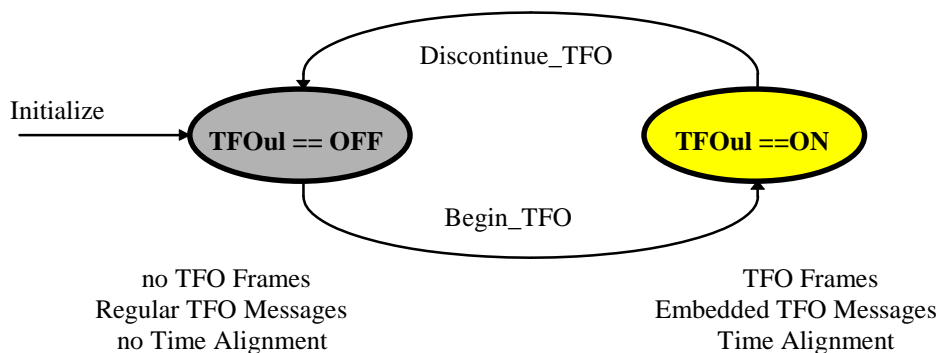 Discontinue_TFO
Initialize
TFOul == OFF
TFOul ==ON
Begin_TFO
no TFO Frames
Regular TFO Messages
no Time Alignment
TFO Frames
Embedded TFO Messages
Time Alignment